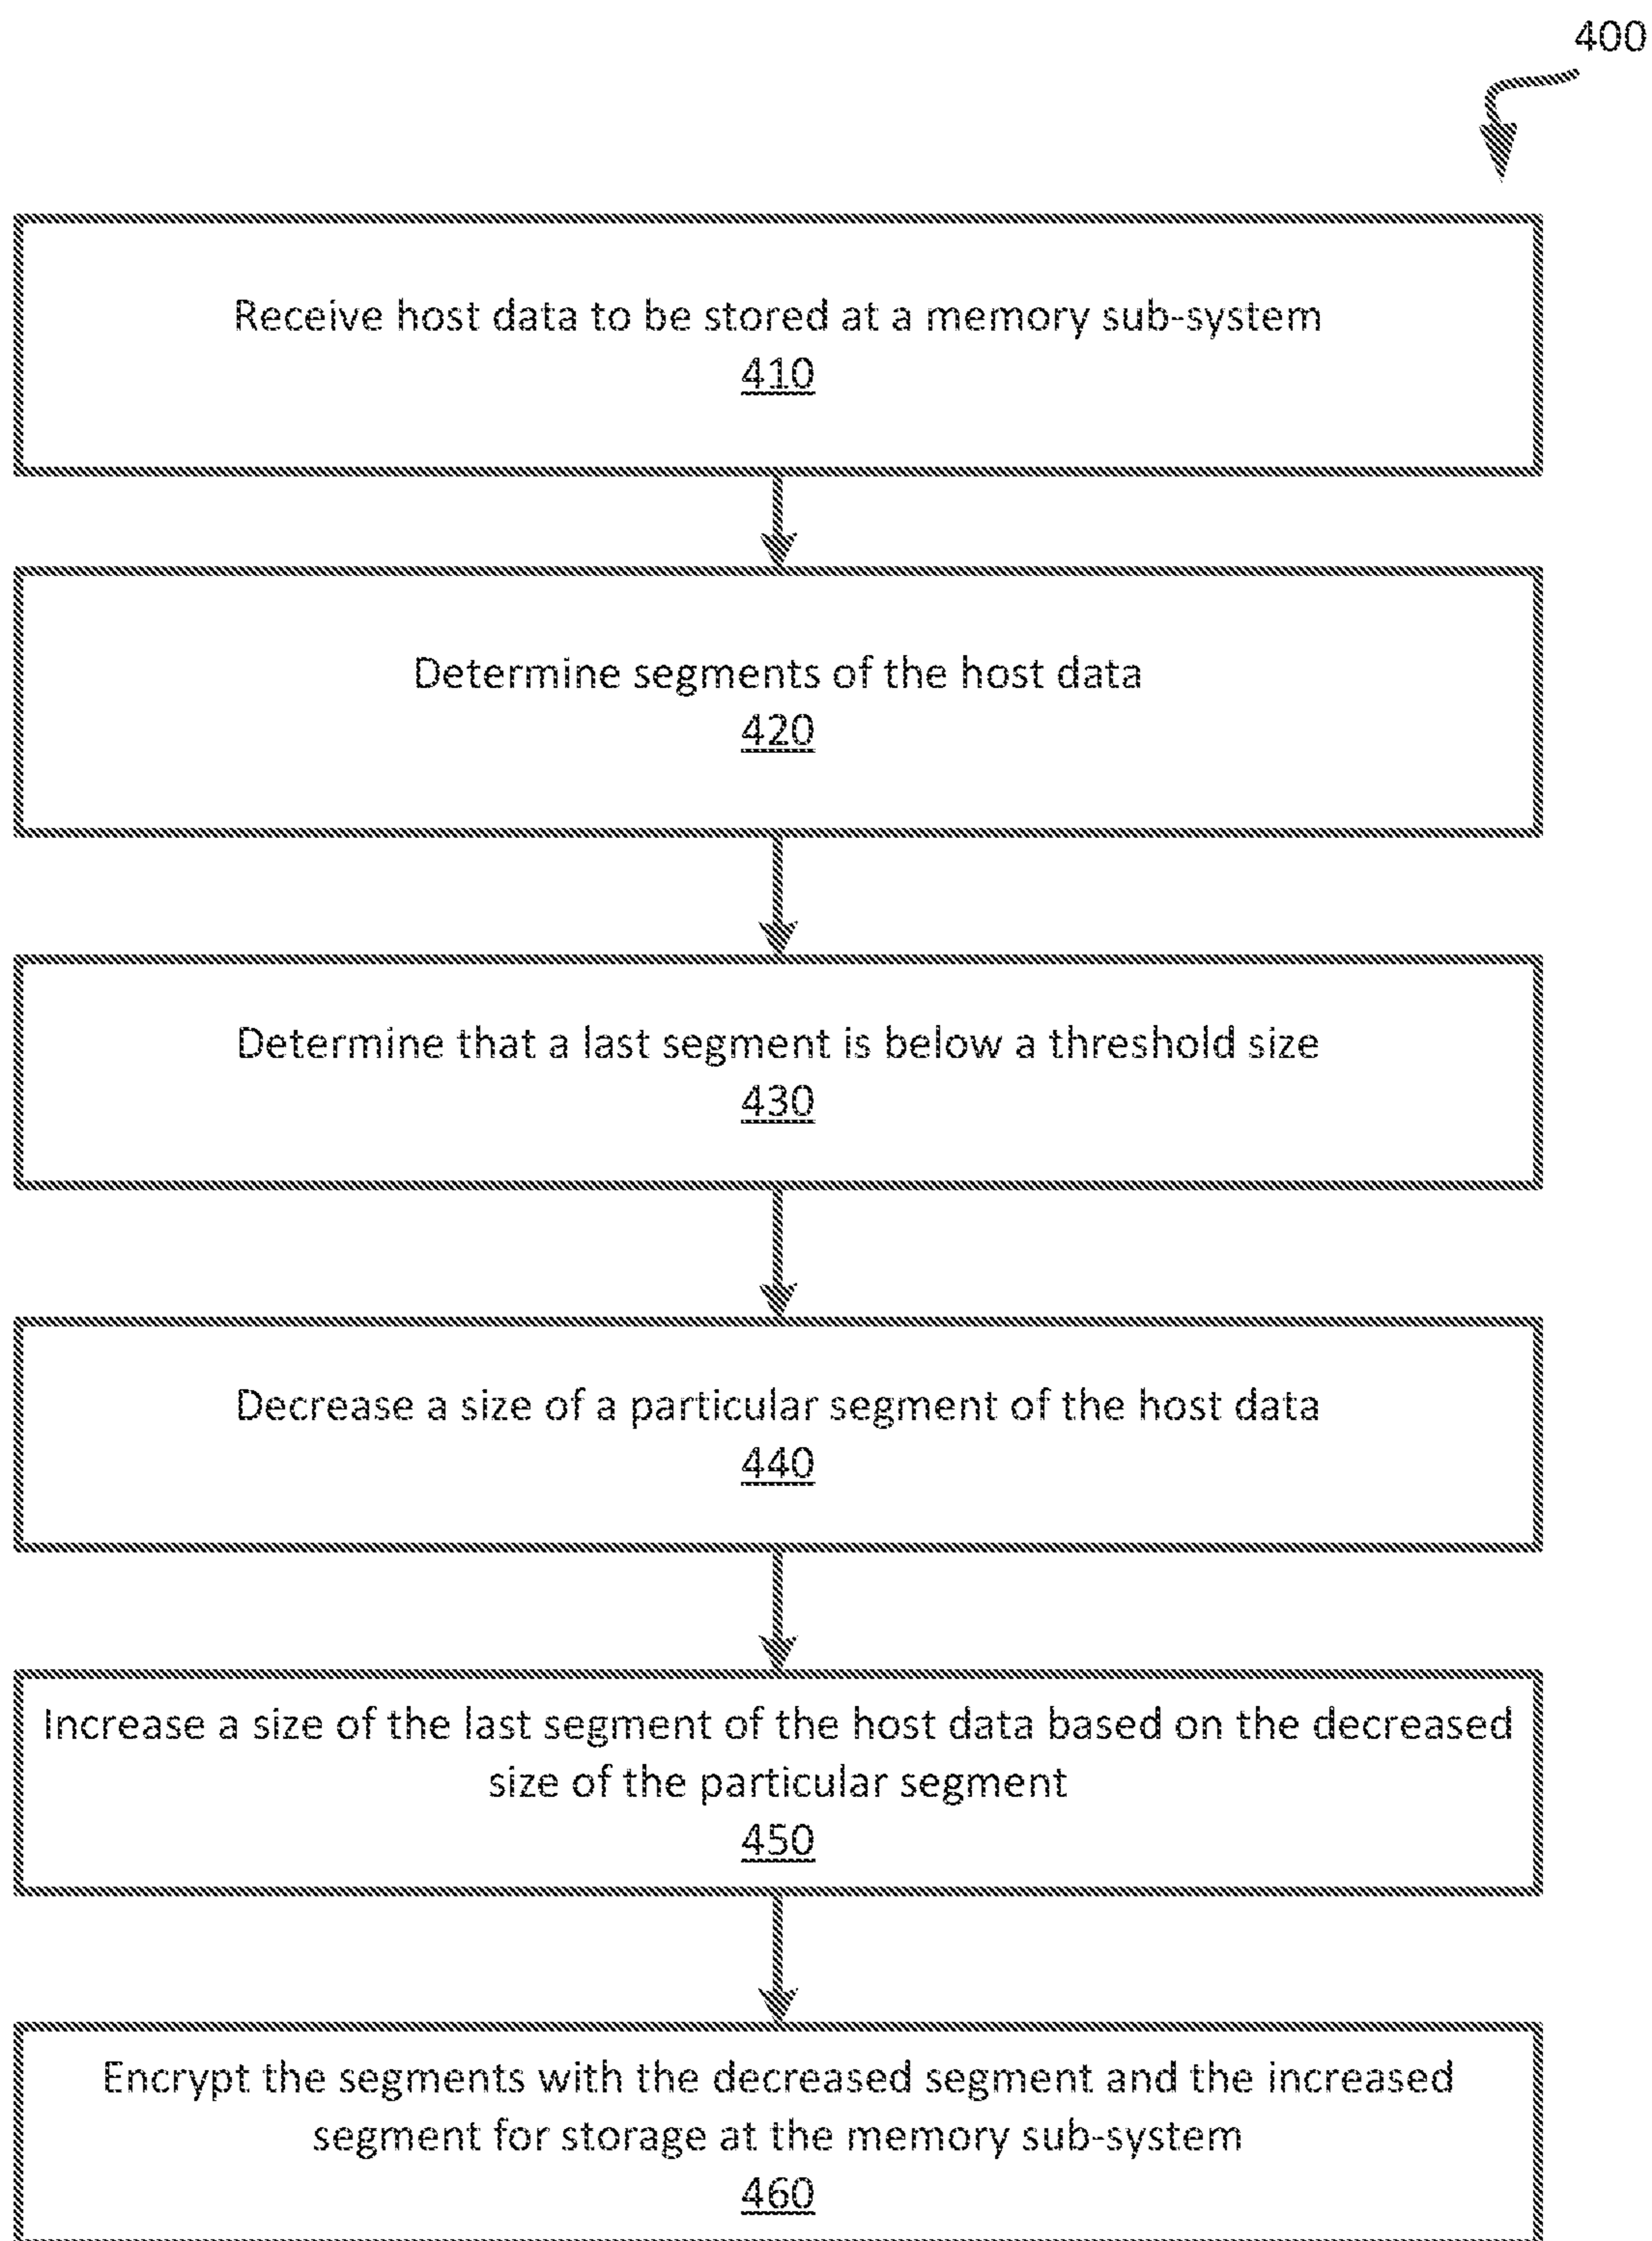 400
Receive host data to be stored at a memory sub-system
410
Determine segments of the host data
420
Determine that a last segment is below a threshold size
430
Decrease a size of a particular segment of the host data
440
Increase a size of the last segment of the host data based on the decreased
size of the particular segment
450
Encrypt the segments with the decreased segment and the increased
segment for storage at the memory sub-system
460